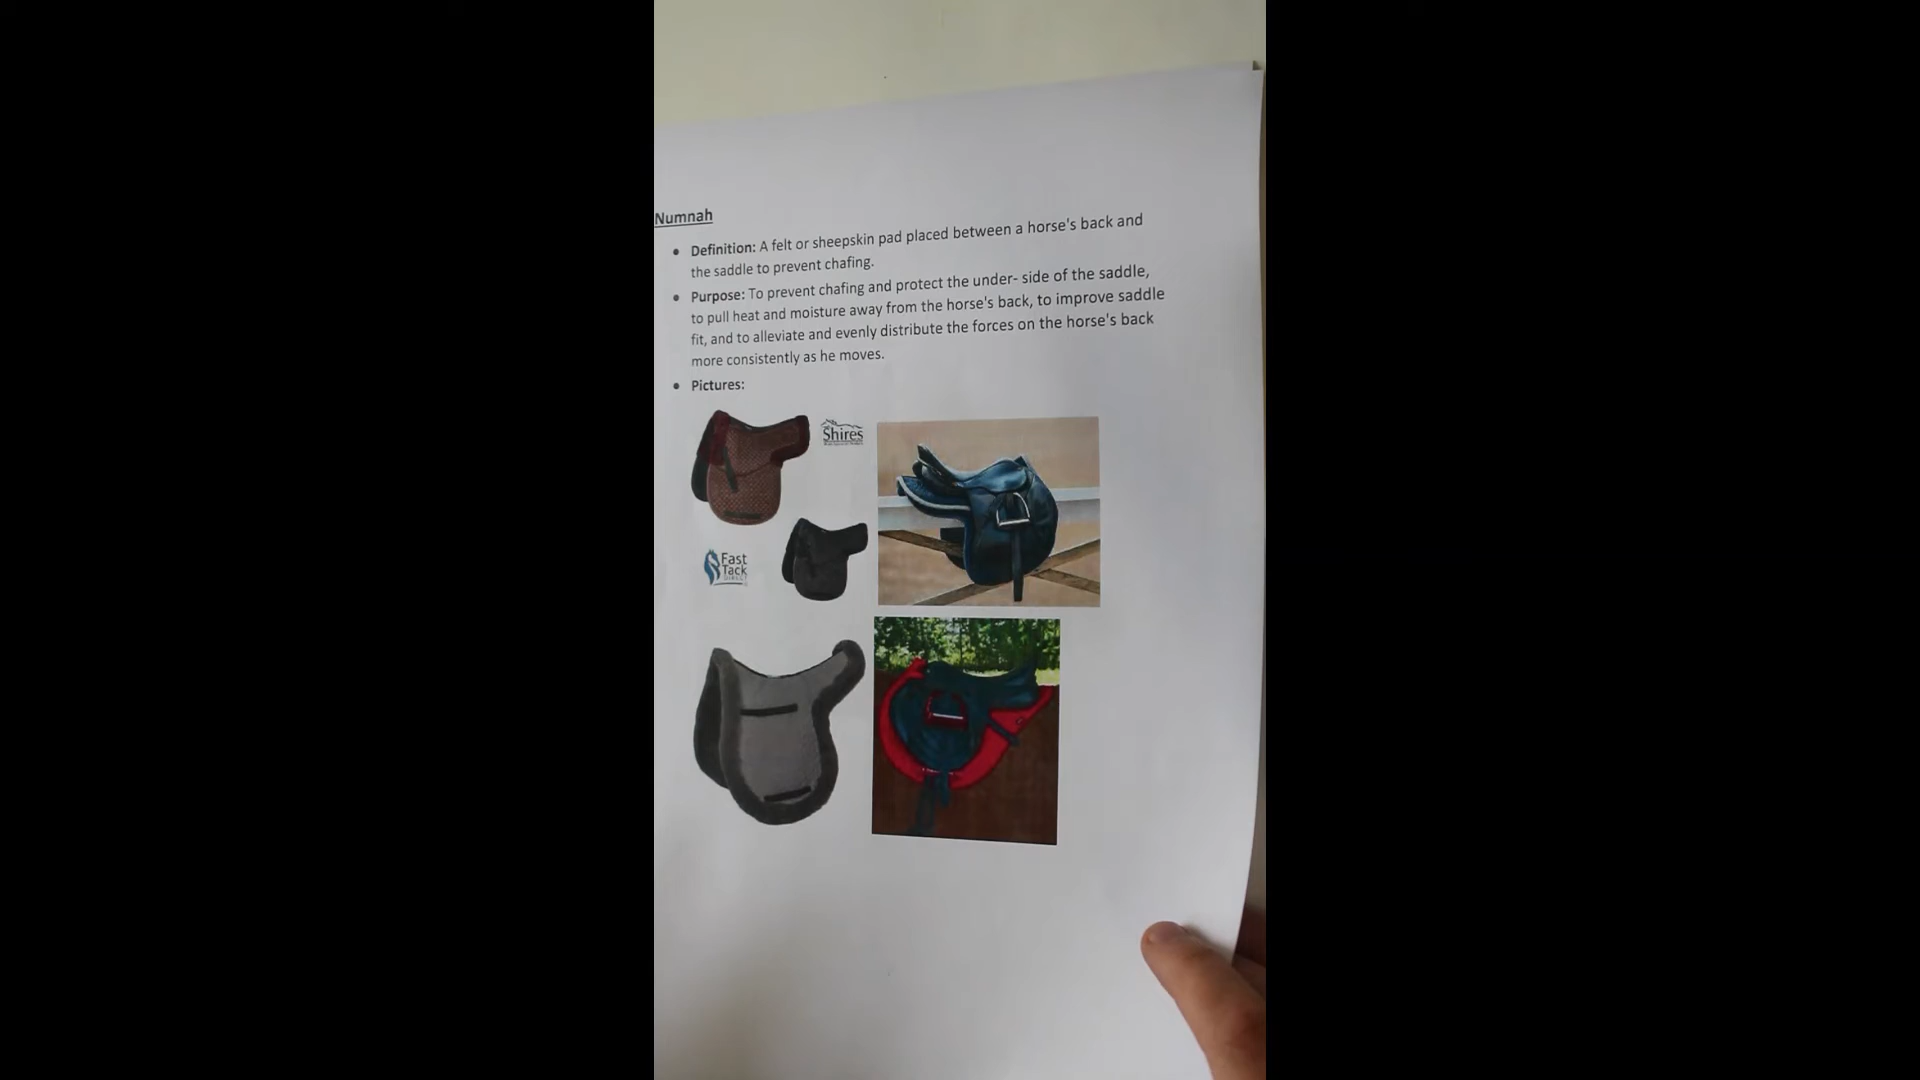 Numnah
• Definition: A felt or sheepskin pad placed between a horse's back and
the saddle to prevent chafing.
• Purpose: To prevent chafing and protect the under- side of the saddle,
to pull heat and moisture away from the horse's back, to improve saddle
fit, and to alleviate and evenly distribute the forces on the horse's back
more consistently as he moves.
• Pictures:
Shires
Fast
Tack
DIRECT